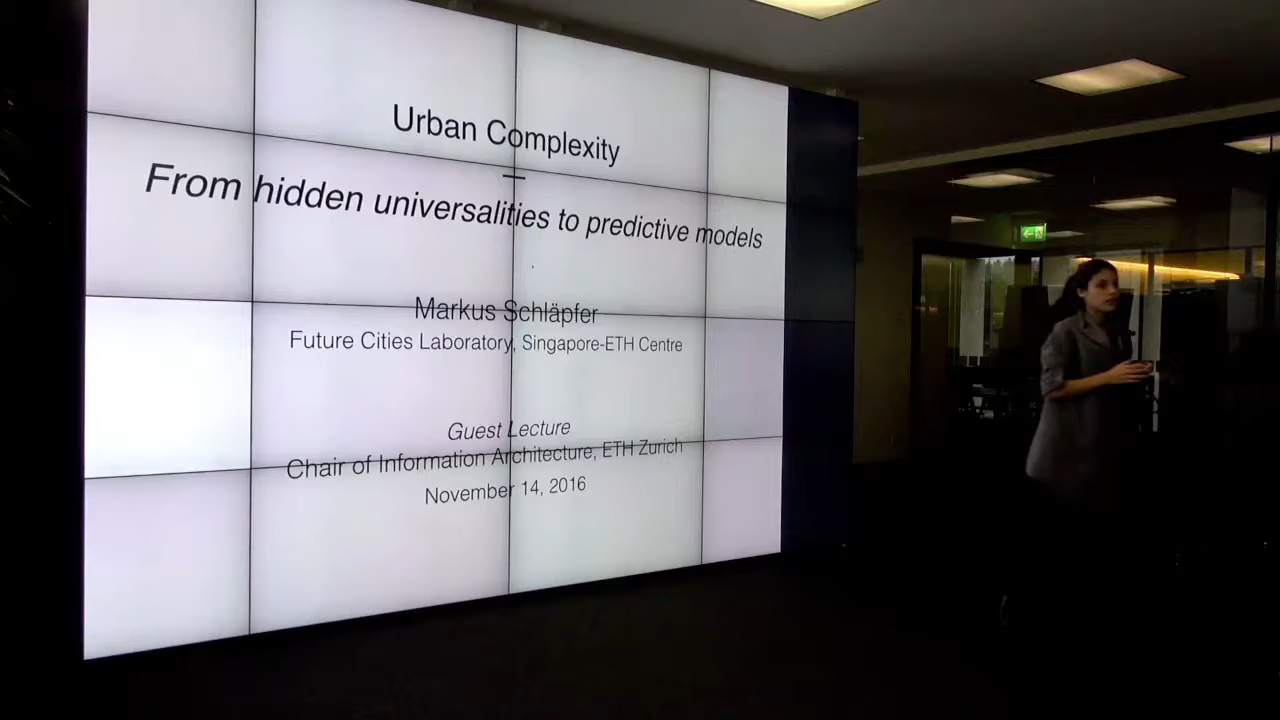 Urban Complexity
—
From hidden universalities to predictive models
Markus Schläpfer
Future Cities Laboratory, Singapore-ETH Centre
Guest Lecture
Chair of Information Architecture, ETH Zurich
November 14, 2016